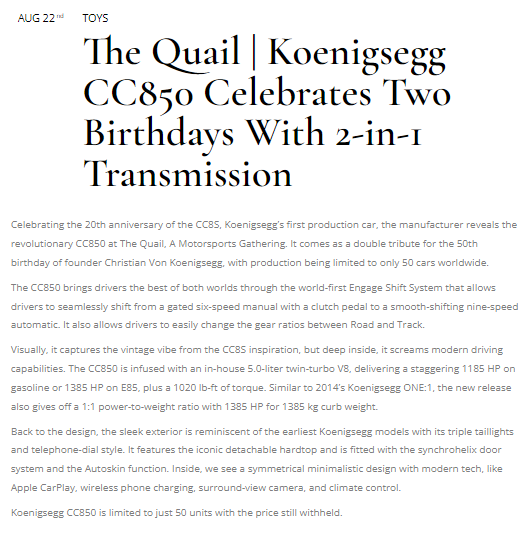 AUG 22nd TOYS
The Quail | Koenigsegg
CC850 Celebrates Two
Birthdays With 2-in-1
Transmission
Celebrating the 20th anniversary of the CC8S, Koenigsegg's first production car, the manufacturer reveals the
revolutionary CC850 at The Quail, A Motorsports Gathering. It comes as a double tribute for the 50th
birthday of founder Christian Von Koenigsegg, with production being limited to only 50 cars worldwide.
The CC850 brings drivers the best of both worlds through the world-first Engage Shift System that allows
drivers to seamlessly shift from a gated six-speed manual with a clutch pedal to a smooth-shifting nine-speed
automatic. It also allows drivers to easily change the gear ratios between Road and Track.
Visually, it captures the vintage vibe from the CC8S inspiration, but deep inside, it screams modern driving
capabilities. The CC850 is infused with an in-house 5.0-liter twin-turbo V8, delivering a staggering 1185 HP on
gasoline or 1385 HP on E85, plus a 1020 lb-ft of torque. Similar to 2014's Koenigsegg ONE:1, the new release
also gives off a 1:1 power-to-weight ratio with 1385 HP for 1385 kg curb weight.
Back to the design, the sleek exterior is reminiscent of the earliest Koenigsegg models with its triple taillights
and telephone-dial style. It features the iconic detachable hardtop and is fitted with the synchrohelix door
system and the Autoskin function. Inside, we see a symmetrical minimalistic design with modern tech, like
Apple CarPlay, wireless phone charging, surround-view camera, and climate control.
Koenigsegg CC850 is limited to just 50 units with the price still withheld.